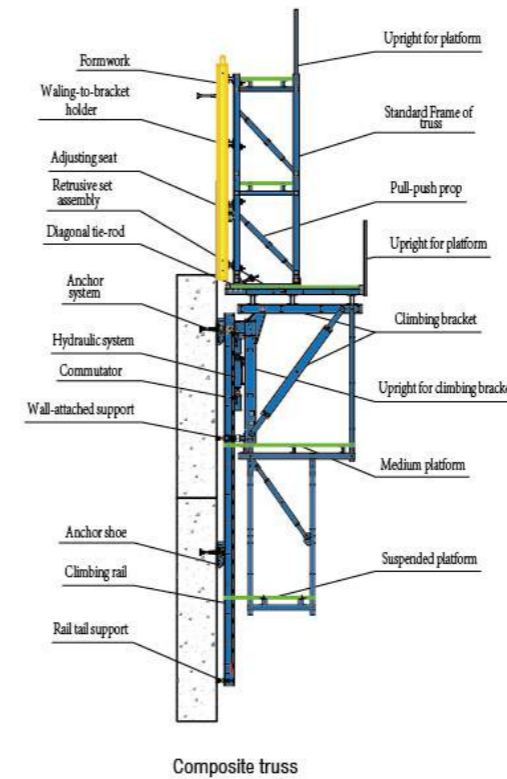 Formwork
Waling-to-bracket
holder
Adjusting seat
Retrusive set
assembly
Diagonal tie-rod
Anchor
system
Hydraulic system
Commutator
Wall-attached support
Anchor shoe
Climbing rail
Rail tail support
Upright for platform
Standard Frame of
truss
Pull-push prop
Upright for platform
Climbing bracket
Upright for climbing bracke
Medium platform
Suspended platform
Composite truss